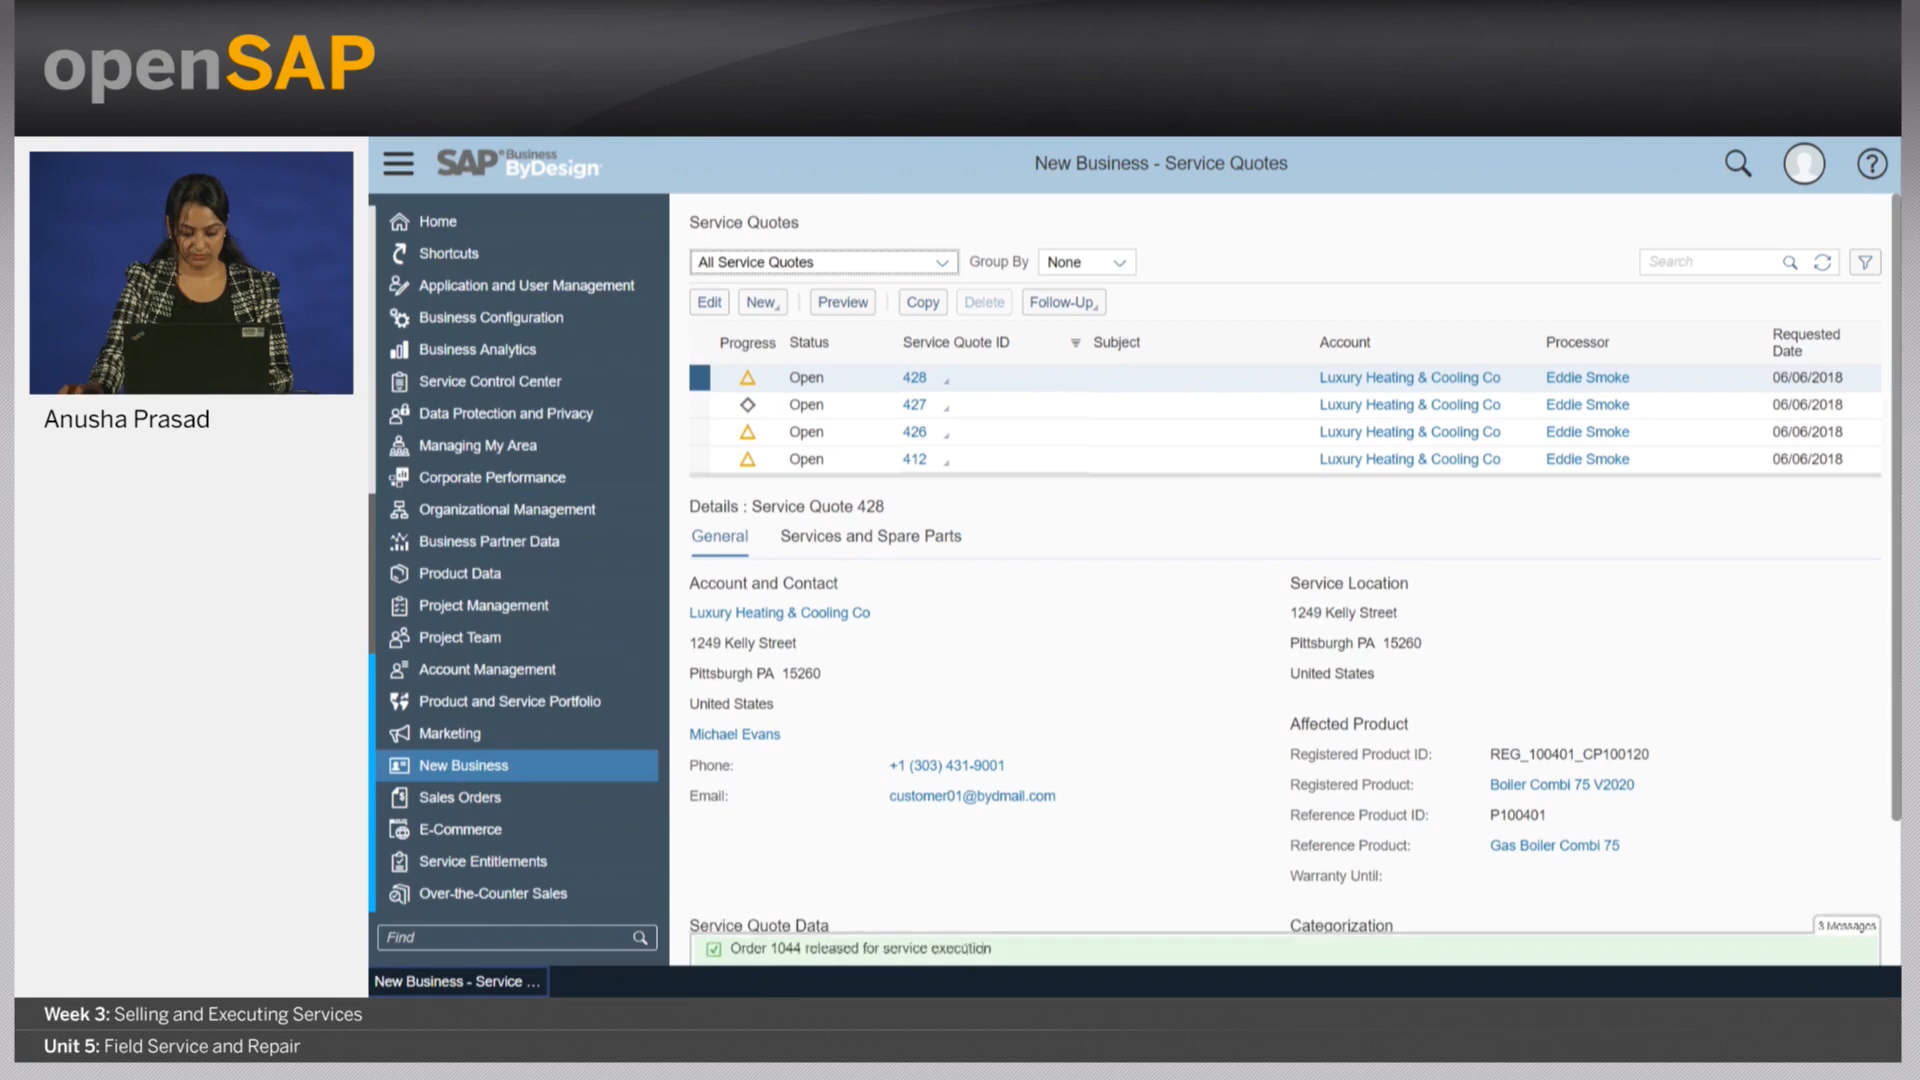 openSAP
SAP Business ByDesign
New Business - Service Quotes
Anusha Prasad
Home
Shortcuts
Application and User Management
Business Configuration
Business Analytics
Service Control Center
Data Protection and Privacy
Managing My Area
Corporate Performance
Organizational Management
Business Partner Data
Product Data
Project Management
Project Team
Account Management
Product and Service Portfolio
Marketing
New Business
Sales Orders
E-Commerce
Service Entitlements
Over-the-Counter Sales
Find
Service Quotes
All Service Quotes Group By None Search
Edit New Preview Copy Delete Follow-Up
Progress Status Service Quote ID Subject Account Processor Requested Date
Open 428 Luxury Heating & Cooling Co Eddie Smoke 06/06/2018
Open 427 Luxury Heating & Cooling Co Eddie Smoke 06/06/2018
Open 426 Luxury Heating & Cooling Co Eddie Smoke 06/06/2018
Open 412 Luxury Heating & Cooling Co Eddie Smoke 06/06/2018
Details : Service Quote 428
General Services and Spare Parts
Account and Contact
Luxury Heating & Cooling Co
1249 Kelly Street
Pittsburgh PA 15260
United States
Michael Evans
Phone: +1 (303) 431-9001
Email: customer01@bydmail.com
Service Location
1249 Kelly Street
Pittsburgh PA 15260
United States
Affected Product
Registered Product ID: REG_100401_CP100120
Registered Product: Boiler Combi 75 V2020
Reference Product ID: P100401
Reference Product: Gas Boiler Combi 75
Warranty Until:
Service Quote Data Categorization
3 Messages
Order 1044 released for service execution
New Business - Service ...
Week 3: Selling and Executing Services
Unit 5: Field Service and Repair